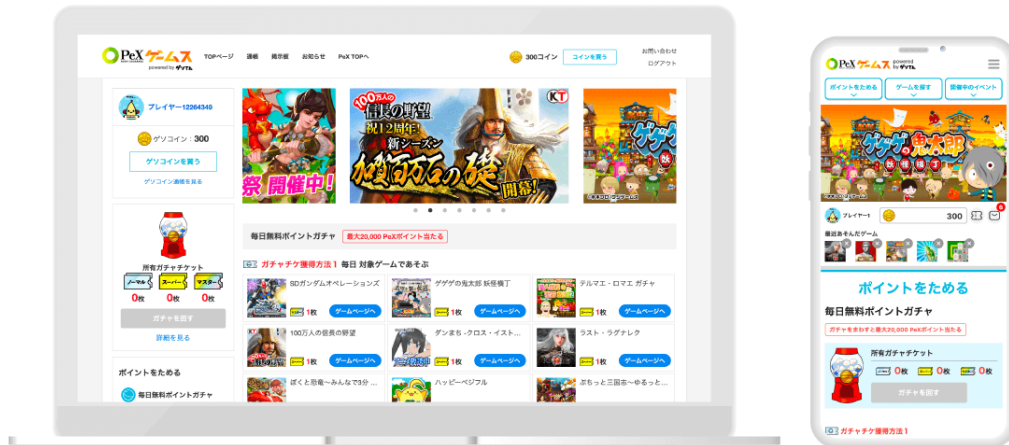 PeX ゲームス
powered by ゲソてん
TOPページ
通帳
掲示板
お知らせ
PeX TOPへ
300コイン
コインを買う
お問い合わせ
ログアウト
プレイヤー12264349
ゲソコイン：300
ゲソコインを買う
ゲソコイン通帳を見る
祭 開催中!
100万人の
信長の野望
祝12周年!
新シーズン
加賀百万石の礎
開幕!
KT
ゲゲゲ
妖
所有ガチャチケット
ノーマル
スーパー
マスター
0枚
0枚
0枚
ガチャを回す
詳細を見る
ポイントをためる
毎日無料ポイントガチャ
毎日無料ポイントガチャ
最大20,000 PeXポイント当たる
ガチャチケ獲得方法1 毎日 対象ゲームであそぶ
SDガンダムオペレーションズ
1枚
ゲームページへ
ゲゲゲの鬼太郎 妖怪横丁
1枚
ゲームページへ
テルマエ・ロマエ ガチャ
1枚
ゲームページへ
100万人の信長の野望
1枚
ゲームページへ
ダンまち -クロス・イスト...
1枚
ゲームページへ
ラスト・ラグナレク
1枚
ゲームページへ
ぼくと恐竜〜みんなで3分 ...
ハッピーベジフル
ぷちっと三国志〜ゆるっと...
PeX ゲームス
powered by ゲソてん
ポイントをためる
ゲームを探す
開催中のイベント
ゲゲゲの鬼太郎
妖怪横丁
プレイヤー1
300
6
最近あそんだゲーム
ポイントをためる
毎日無料ポイントガチャ
ガチャをまわすと最大20,000 PeXポイント当たる
所有ガチャチケット
0枚
0枚
0枚
ガチャを回す
ガチャチケ獲得方法1